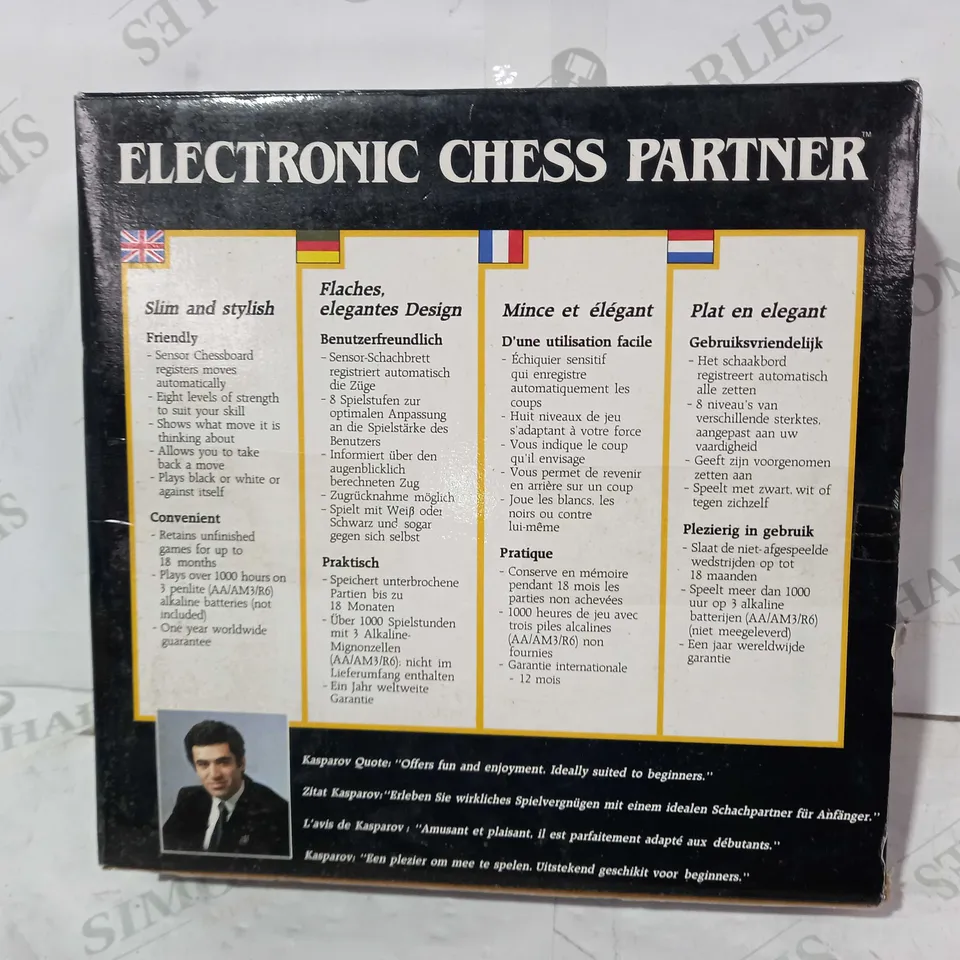 ELECTRONIC CHESS PARTNER™
Slim and stylish
Friendly
- Sensor Chessboard
registers moves
automatically
- Eight levels of strength
to suit your skill
- Shows what move it is
thinking about
- Allows you to take
back a move
- Plays black or white or
against itself
Convenient
- Retains unfinished
games for up to
18 months
- Plays over 1000 hours on
3 penlite (AA/AM3/R6)
alkaline batteries (not
included)
- One year worldwide
guarantee
Flaches,
elegantes Design
Benutzerfreundlich
- Sensor-Schachbrett
registriert automatisch
die Züge
- 8 Spielstufen zur
optimalen Anpassung
an die Spielstärke des
Benutzers
- Informiert über den
augenblicklich
berechneten Zug
- Zugrücknahme möglich
- Spielt mit Weiß oder
Schwarz und sogar
gegen sich selbst
Praktisch
- Speichert unterbrochene
Partien bis zu
18 Monaten
- Über 1000 Spielstunden
mit 3 Alkaline-
Mignonzellen
(AA/AM3/R6); nicht im
Lieferumfang enthalten
- Ein Jahr weltweite
Garantie
Mince et élégant
D'une utilisation facile
- Échiquier sensitif
qui enregistre
automatiquement les
coups
- Huit niveaux de jeu
s'adaptant à votre force
- Vous indique le coup
qu'il envisage
- Vous permet de revenir
en arrière sur un coup
- Joue les blancs, les
noirs ou contre
lui-même
Pratique
- Conserve en mémoire
pendant 18 mois les
parties non achevées
- 1000 heures de jeu avec
trois piles alcalines
(AA/AM3/R6) non
fournies
- Garantie internationale
- 12 mois
Plat en elegant
Gebruiksvriendelijk
- Het schaakbord
registreert automatisch
alle zetten
- 8 niveau's van
verschillende sterktes,
aangepast aan uw
vaardigheid
- Geeft zijn voorgenomen
zetten aan
- Speelt met zwart, wit of
tegen zichzelf
Plezierig in gebruik
- Slaat de niet-afgespeelde
wedstrijden op tot
18 maanden
- Speelt meer dan 1000
uur op 3 alkaline
batterijen (AA/AM3/R6)
(niet meegeleverd)
- Een jaar wereldwijde
garantie
Kasparov Quote: "Offers fun and enjoyment. Ideally suited to beginners."
Zitat Kasparov: "Erleben Sie wirkliches Spielvergnügen mit einem idealen Schachpartner für Anfänger."
L'avis de Kasparov: "Amusant et plaisant, il est parfaitement adapté aux débutants."
Kasparov: "Een plezier om mee te spelen. Uitstekend geschikt voor beginners."